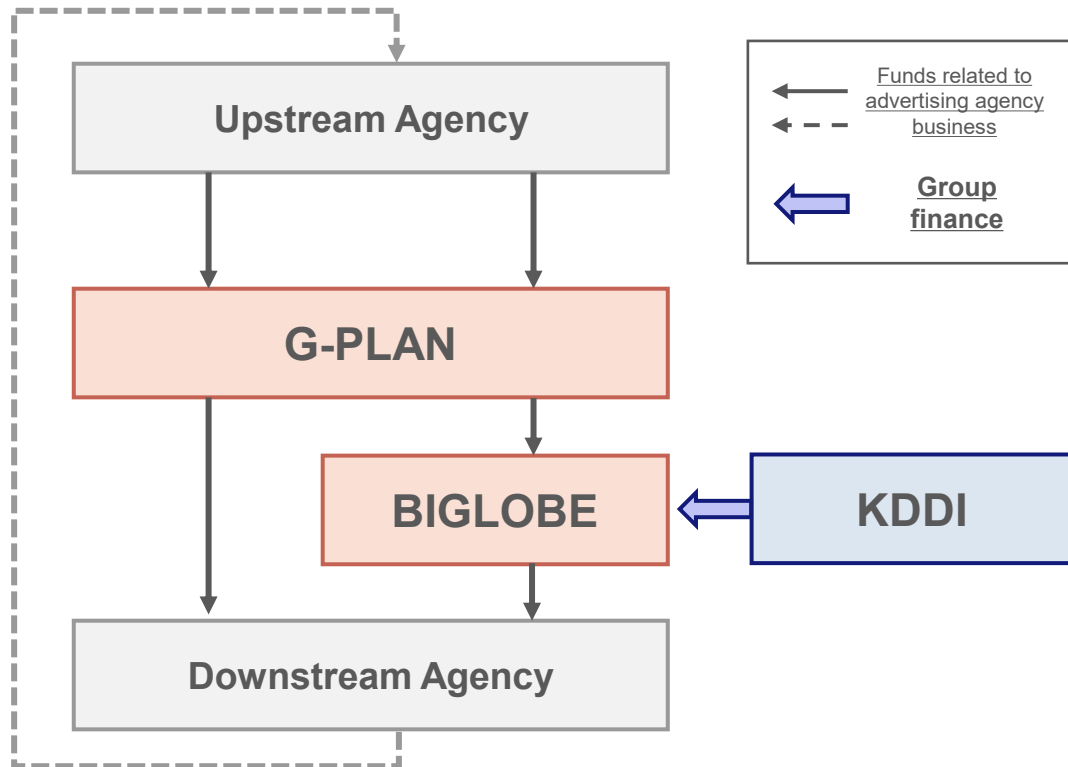 Upstream Agency
Funds related to
advertising agency
business
Group
finance
G-PLAN
BIGLOBE
KDDI
Downstream Agency